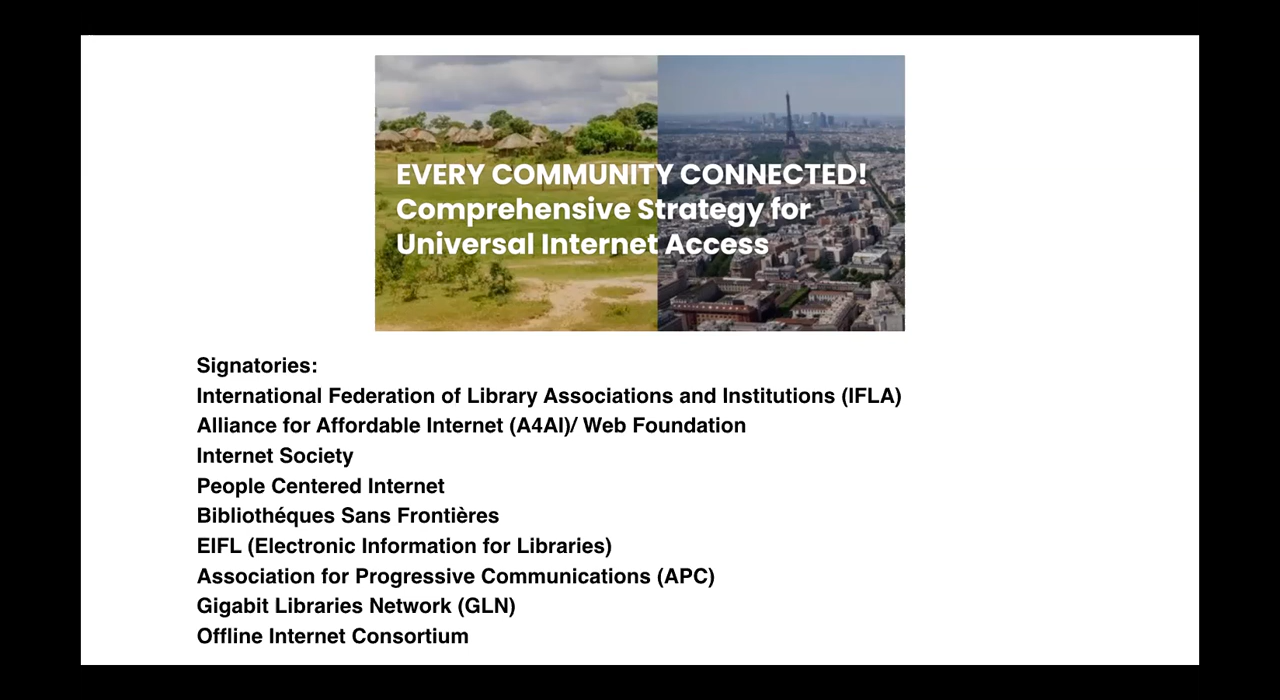 EVERY COMMUNITY CONNECTED!
Comprehensive Strategy for
Universal Internet Access
Signatories:
International Federation of Library Associations and Institutions (IFLA)
Alliance for Affordable Internet (A4AI)/ Web Foundation
Internet Society
People Centered Internet
Bibliothéques Sans Frontières
EIFL (Electronic Information for Libraries)
Association for Progressive Communications (APC)
Gigabit Libraries Network (GLN)
Offline Internet Consortium